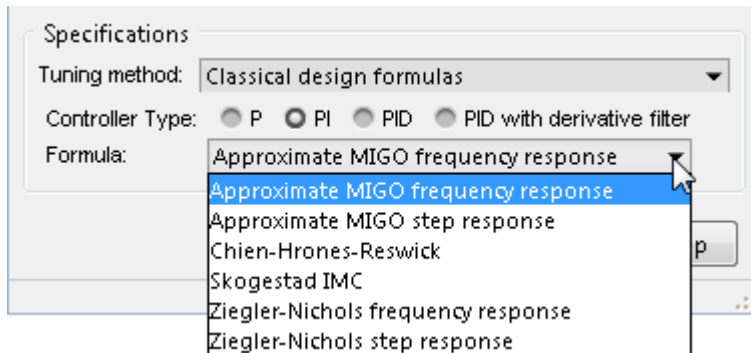 Specifications
Tuning method: Classical design formulas
Controller Type: P PI PID PID with derivative filter
Formula: Approximate MIGO frequency response
Approximate MIGO frequency response
Approximate MIGO step response
Chien-Hrones-Reswick
p
Skogestad IMC
Ziegler-Nichols frequency response
Ziegler-Nichols step response